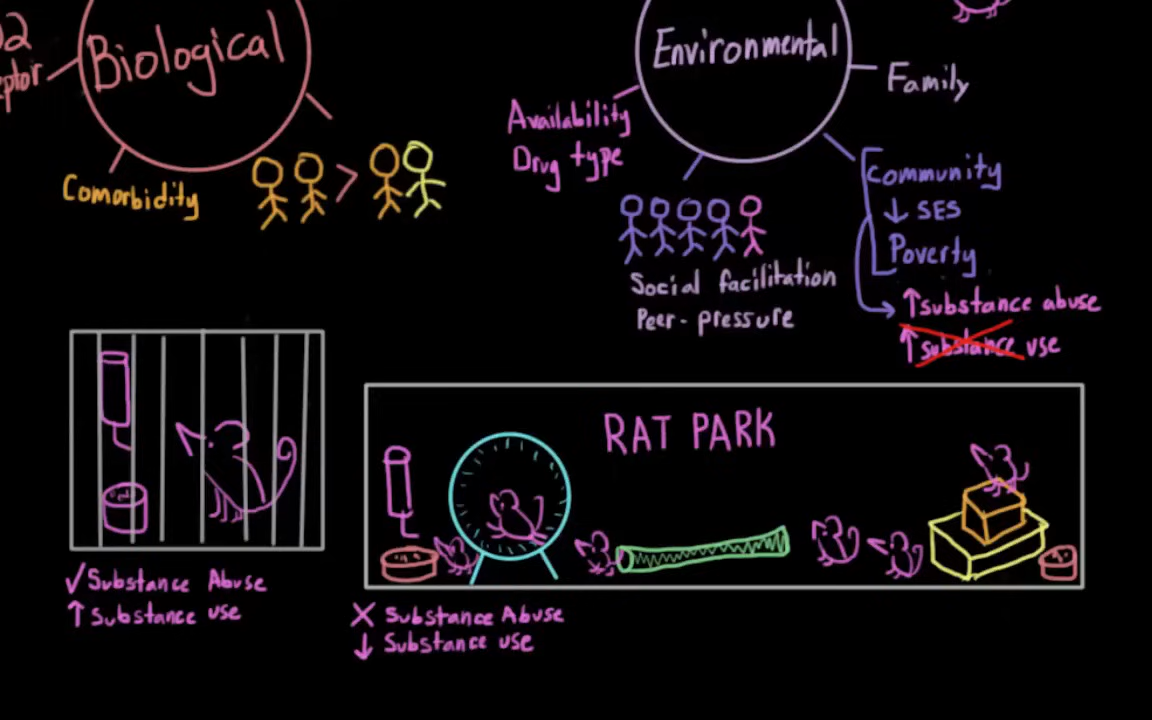 Biological
Comorbidity
Environmental
Family
Availability
Drug type
Community
↓ SES
Poverty
Social facilitation
Peer-pressure
↑ substance abuse
↑ substance use
RAT PARK
✓ Substance Abuse
↑ Substance use
X Substance Abuse
↓ Substance use